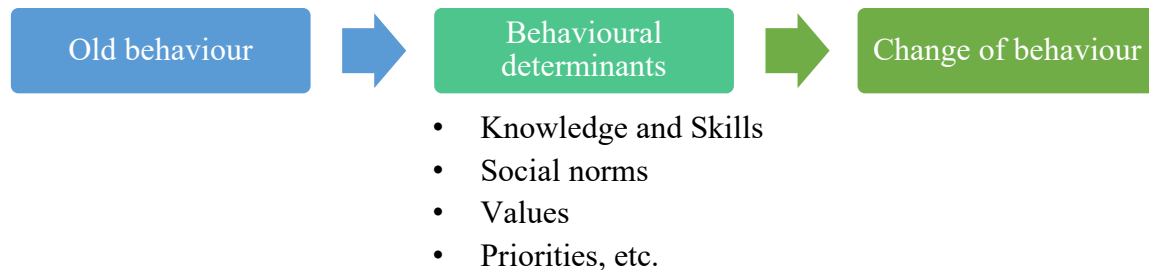 Old behaviour
Behavioural
determinants
Change of behaviour
• Knowledge and Skills
• Social norms
• Values
• Priorities, etc.